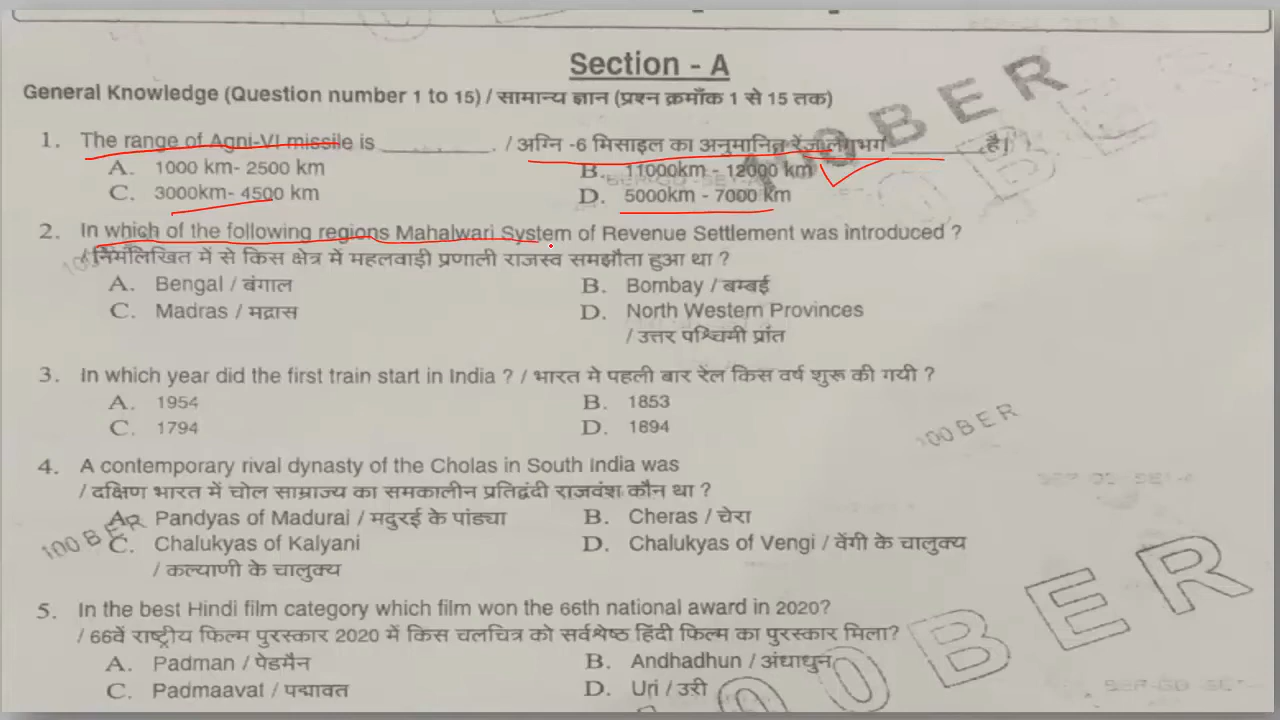 Section - A
General Knowledge (Question number 1 to 15) / सामान्य ज्ञान (प्रश्न क्रमाँक 1 से 15 तक)
1. The range of Agni-VI missile is __________. / अग्नि -6 मिसाइल का अनुमानित रेंज लगभग __________ है।
A. 1000 km- 2500 km B. 11000km - 12000 km
C. 3000km- 4500 km D. 5000km - 7000 km
2. In which of the following regions Mahalwari System of Revenue Settlement was introduced ?
/ निम्नलिखित में से किस क्षेत्र में महलवाड़ी प्रणाली राजस्व समझौता हुआ था ?
A. Bengal / बंगाल B. Bombay / बम्बई
C. Madras / मद्रास D. North Western Provinces
/ उत्तर पश्चिमी प्रांत
3. In which year did the first train start in India ? / भारत मे पहली बार रेल किस वर्ष शुरू की गयी ?
A. 1954 B. 1853
C. 1794 D. 1894
100 B E R
4. A contemporary rival dynasty of the Cholas in South India was
/ दक्षिण भारत में चोल साम्राज्य का समकालीन प्रतिद्वंदी राजवंश कौन था ?
A. Pandyas of Madurai / मदुरई के पांड्या B. Cheras / चेरा
C. Chalukyas of Kalyani D. Chalukyas of Vengi / वेंगी के चालुक्य
/ कल्याणी के चालुक्य
100 B E R
5. In the best Hindi film category which film won the 66th national award in 2020?
/ 66वें राष्ट्रीय फिल्म पुरस्कार 2020 में किस चलचित्र को सर्वश्रेष्ठ हिंदी फिल्म का पुरस्कार मिला?
A. Padman / पेडमैन B. Andhadhun / अंधाधुन
C. Padmaavat / पद्मावत D. Uri / उरी